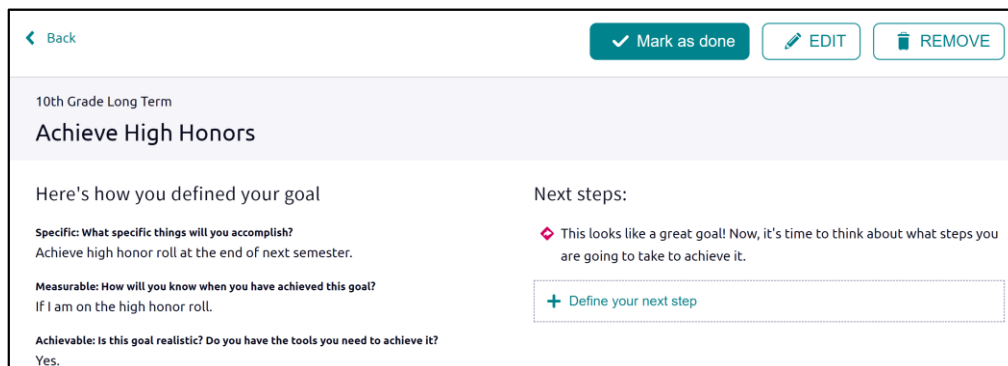 Back
Mark as done
EDIT
REMOVE
10th Grade Long Term
Achieve High Honors
Here's how you defined your goal
Specific: What specific things will you accomplish?
Achieve high honor roll at the end of next semester.
Measurable: How will you know when you have achieved this goal?
If I am on the high honor roll.
Achievable: Is this goal realistic? Do you have the tools you need to achieve it?
Yes.
Next steps:
This looks like a great goal! Now, it's time to think about what steps you
are going to take to achieve it.
Define your next step